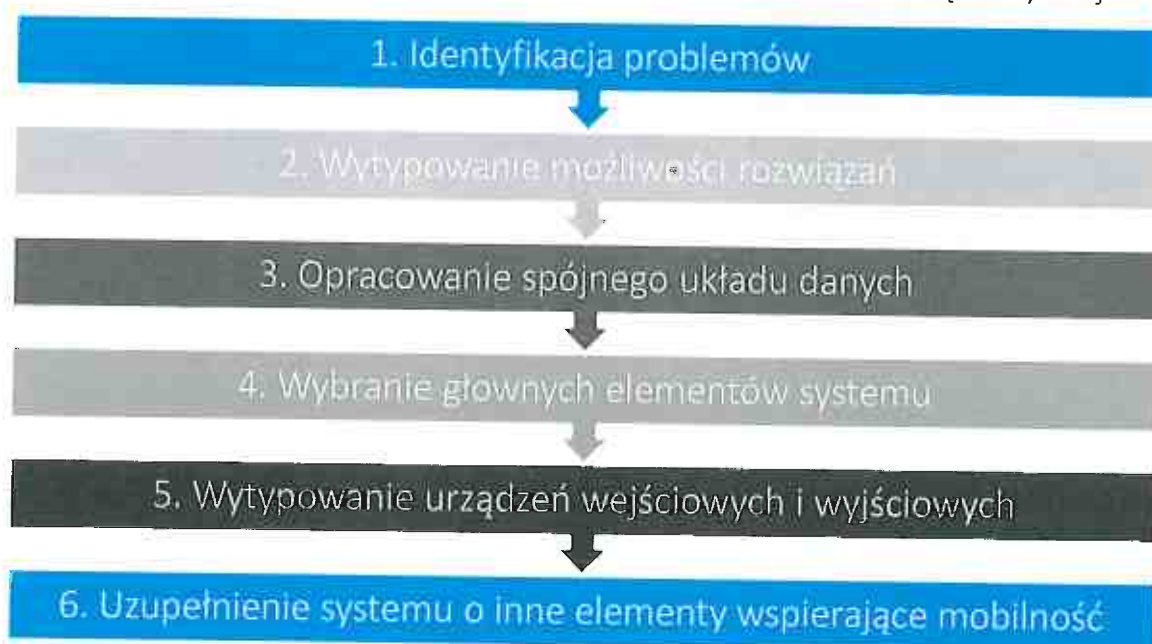 1. Identyfikacja problemów
2. Wytypowanie możliwości rozwiązań
3. Opracowanie spójnego układu danych
4. Wybranie głownych elementów systemu
5. Wytypowanie urządzeń wejściowych i wyjściowych
6. Uzupełnienie systemu o inne elementy wspierające mobilność